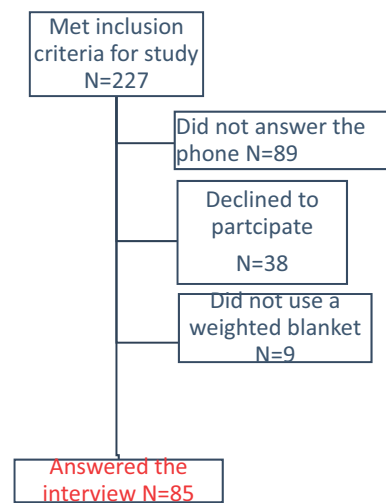 Met inclusion
criteria for study
N=227
Did not answer the
phone N=89
Declined to
partcipate
N=38
Did not use a
weighted blanket
N=9
Answered the
interview N=85